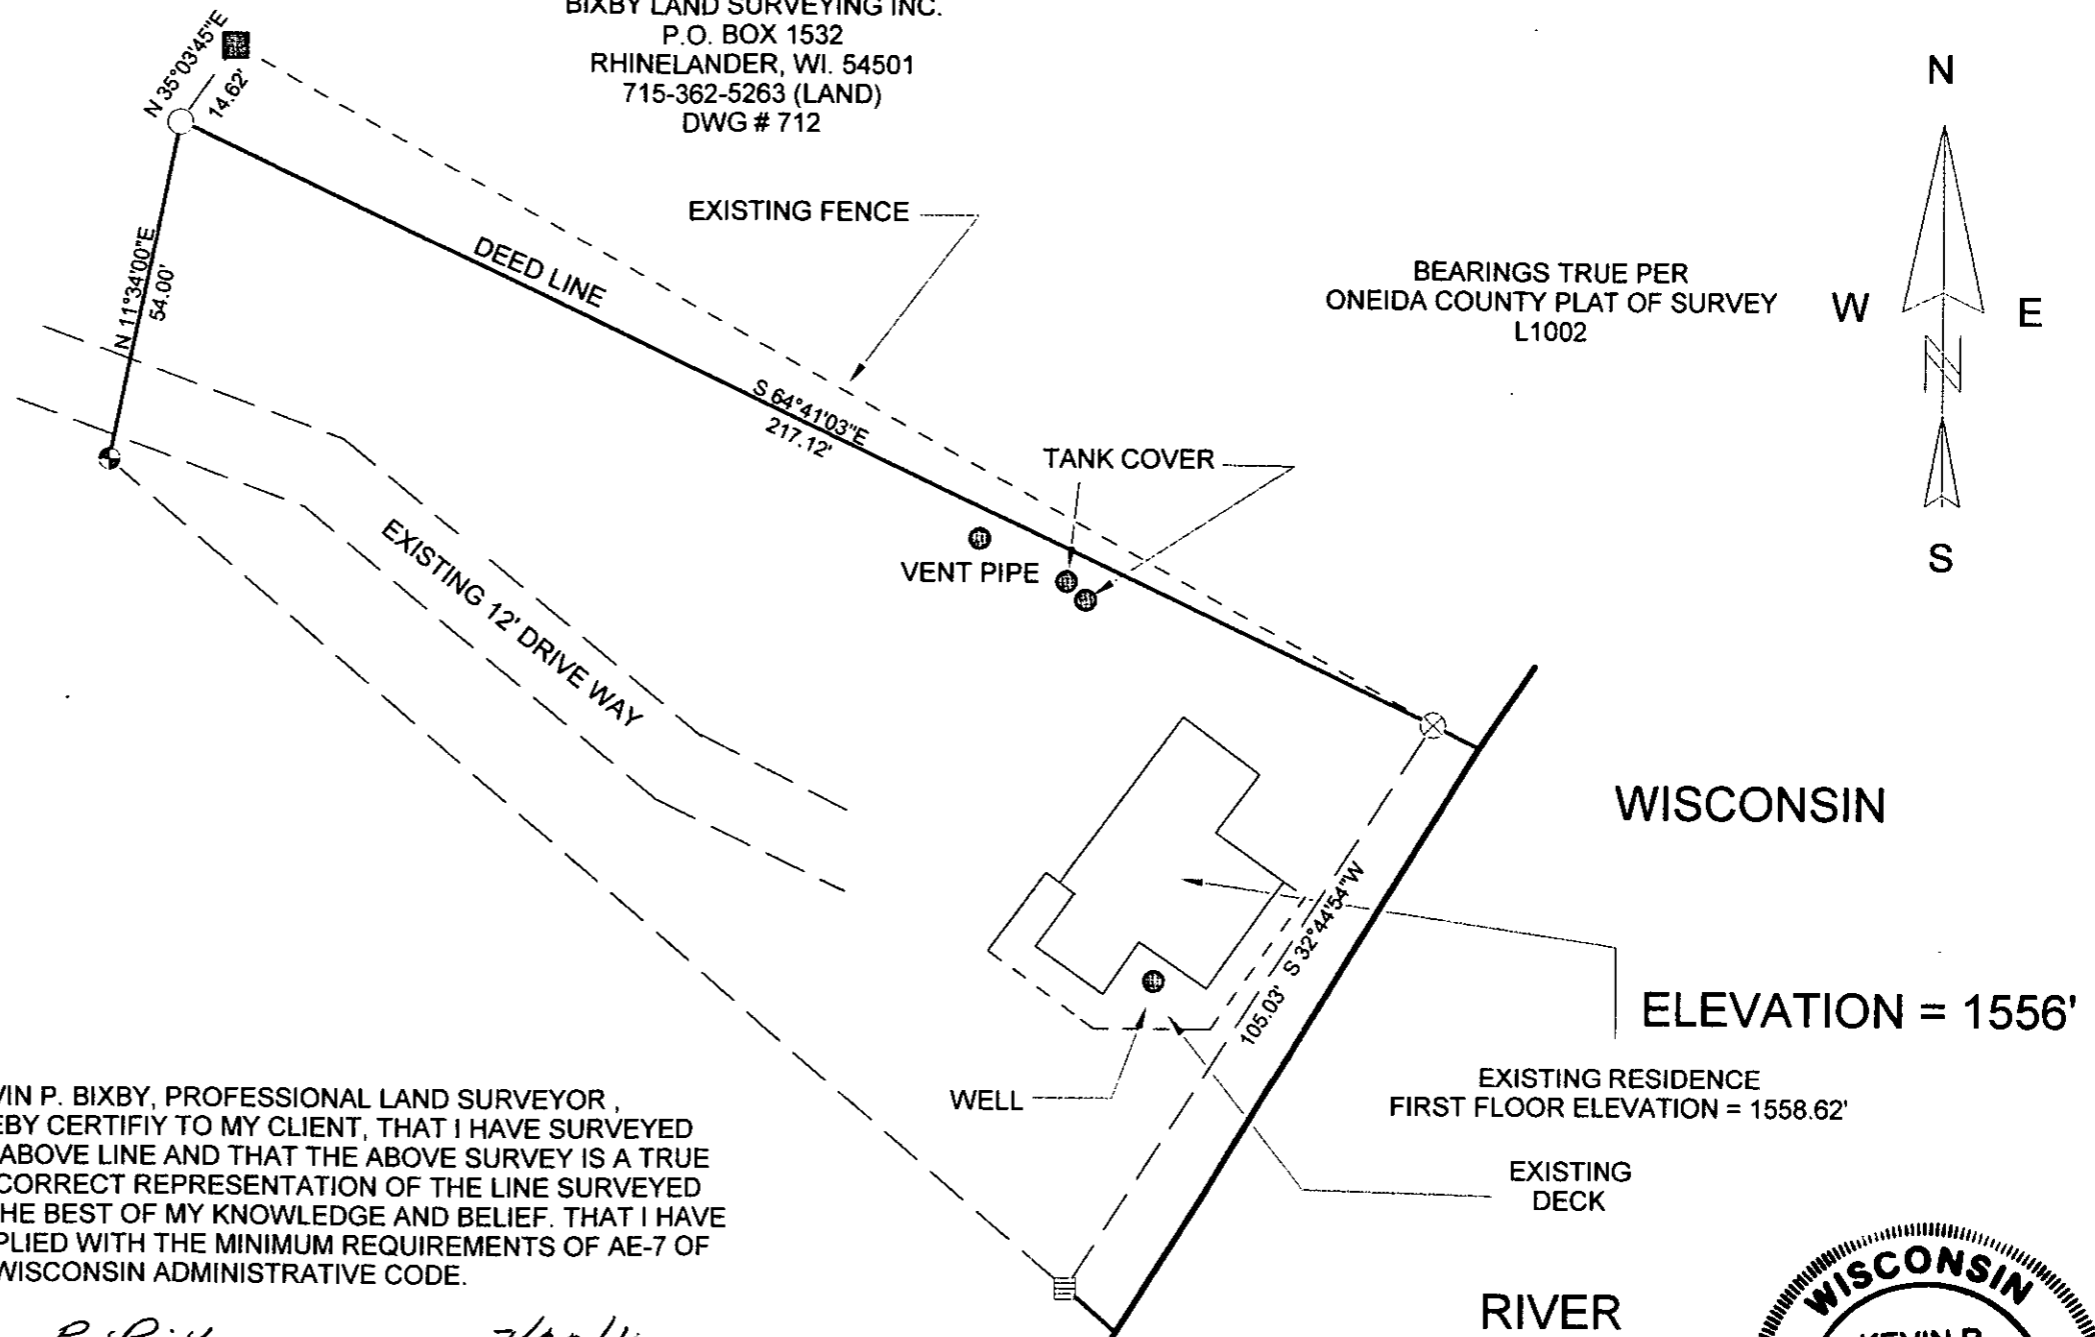 BIXBY LAND SURVEYING INC.
P.O. BOX 1532
RHINELANDER, WI. 54501
715-362-5263 (LAND)
DWG # 712
N 35°03'45"E
14.62'
N 11°34'00"E
54.00'
DEED LINE
EXISTING FENCE
S 64°41'03"E
217.12'
BEARINGS TRUE PER
ONEIDA COUNTY PLAT OF SURVEY
L1002
N
W
E
N
S
TANK COVER
VENT PIPE
EXISTING 12' DRIVE WAY
WISCONSIN
105.03' S 32°44'54"W
ELEVATION = 1556'
EXISTING RESIDENCE
FIRST FLOOR ELEVATION = 1558.62'
WELL
EXISTING
DECK
RIVER
VIN P. BIXBY, PROFESSIONAL LAND SURVEYOR ,
EBY CERTIFIY TO MY CLIENT, THAT I HAVE SURVEYED
ABOVE LINE AND THAT THE ABOVE SURVEY IS A TRUE
CORRECT REPRESENTATION OF THE LINE SURVEYED
HE BEST OF MY KNOWLEDGE AND BELIEF. THAT I HAVE
PLIED WITH THE MINIMUM REQUIREMENTS OF AE-7 OF
WISCONSIN ADMINISTRATIVE CODE.
WISCONSIN
KEVIN P.